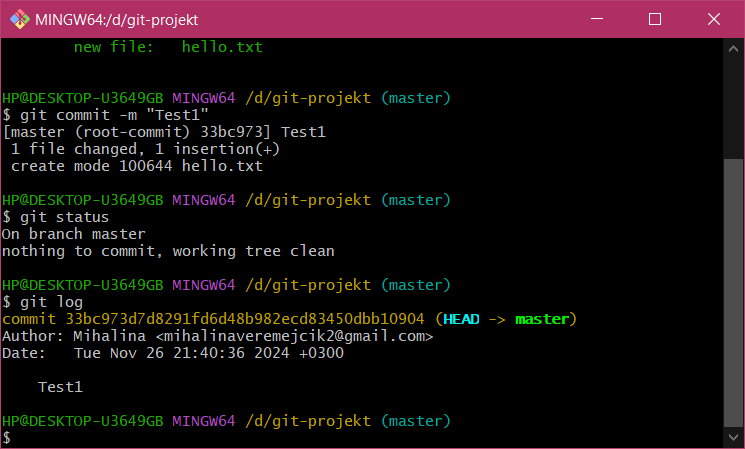 MINGW64:/d/git-projekt
new file:   hello.txt
HP@DESKTOP-U3649GB MINGW64 /d/git-projekt (master)
$ git commit -m "Test1"
[master (root-commit) 33bc973] Test1
 1 file changed, 1 insertion(+)
 create mode 100644 hello.txt
HP@DESKTOP-U3649GB MINGW64 /d/git-projekt (master)
$ git status
On branch master
nothing to commit, working tree clean
HP@DESKTOP-U3649GB MINGW64 /d/git-projekt (master)
$ git log
commit 33bc973d7d8291fd6d48b982ecd83450dbb10904 (HEAD -> master)
Author: Mihalina <mihalinaveremejcik2@gmail.com>
Date:   Tue Nov 26 21:40:36 2024 +0300
    Test1
HP@DESKTOP-U3649GB MINGW64 /d/git-projekt (master)
$